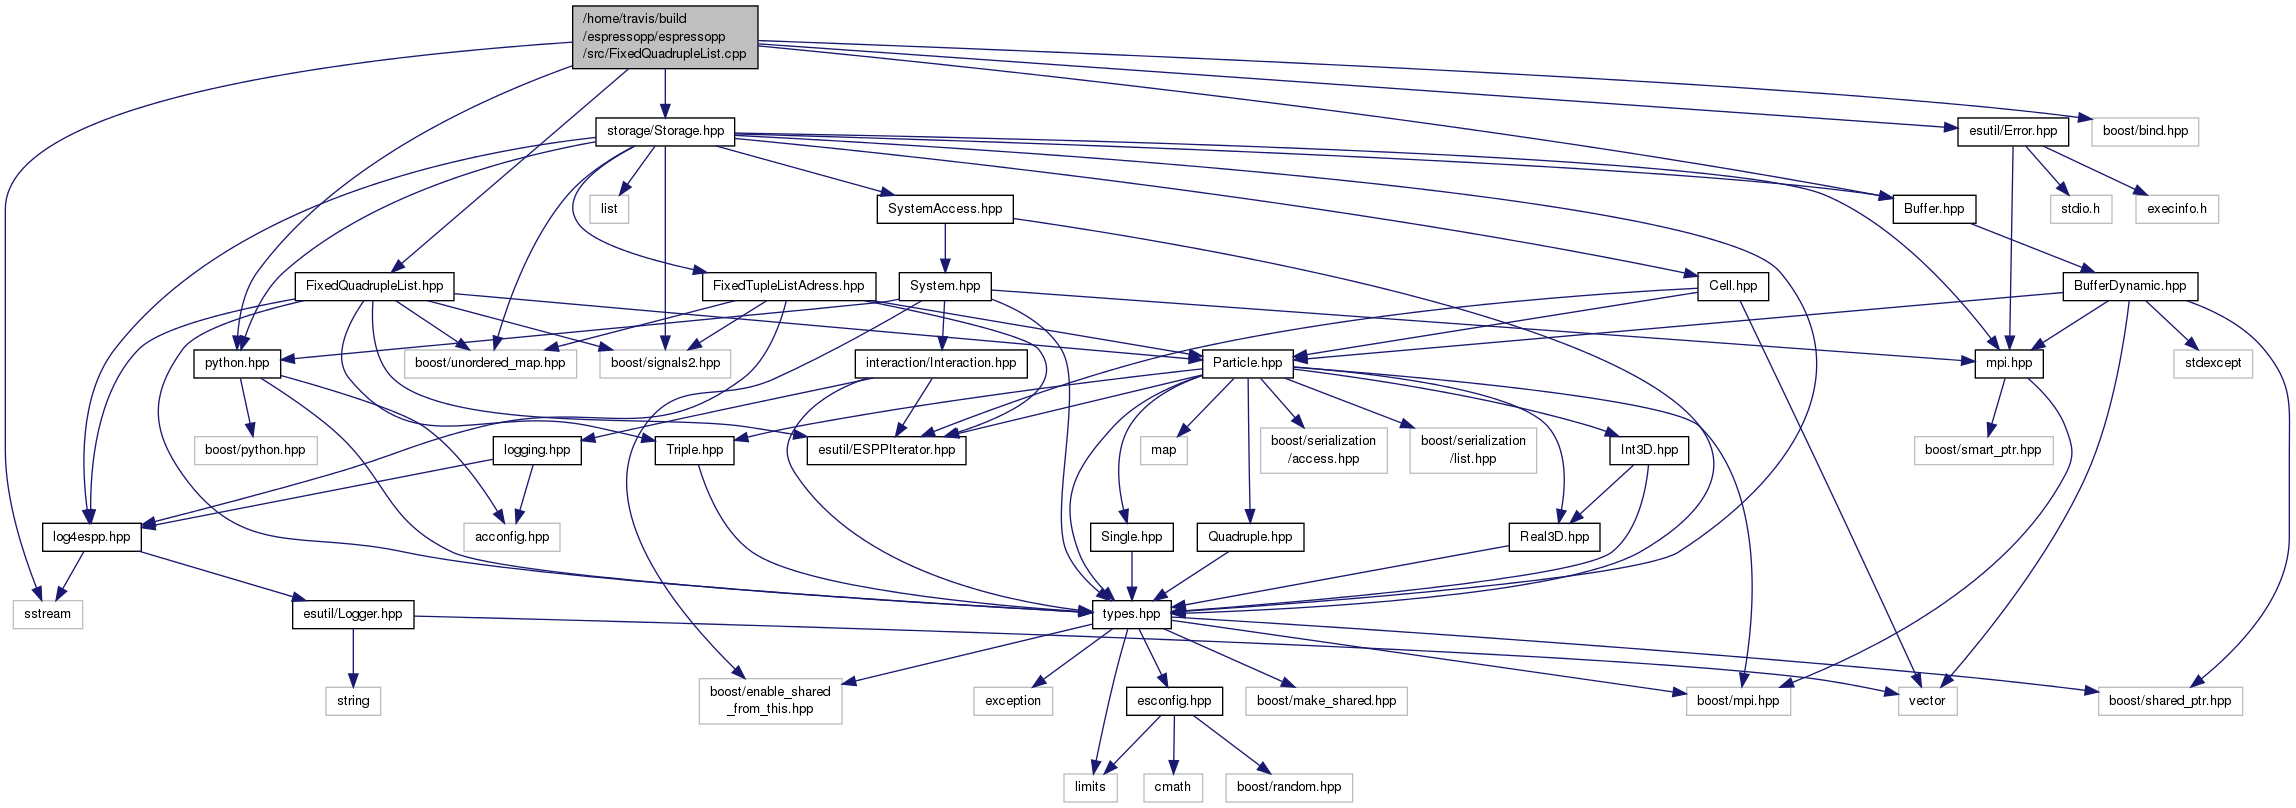 /home/travis/build
/espressopp/espressopp
/src/FixedQuadrupleList.cpp
storage/Storage.hpp
esutil/Error.hpp
boost/bind.hpp
list
SystemAccess.hpp
Buffer.hpp
stdio.h
execinfo.h
FixedQuadrupleList.hpp
FixedTupleListAdress.hpp
System.hpp
Cell.hpp
BufferDynamic.hpp
python.hpp
boost/unordered_map.hpp
boost/signals2.hpp
interaction/Interaction.hpp
Particle.hpp
mpi.hpp
stdexcept
boost/python.hpp
logging.hpp
Triple.hpp
esutil/ESPPIterator.hpp
map
boost/serialization
/access.hpp
boost/serialization
/list.hpp
Int3D.hpp
boost/smart_ptr.hpp
log4espp.hpp
acconfig.hpp
Single.hpp
Quadruple.hpp
Real3D.hpp
sstream
esutil/Logger.hpp
types.hpp
string
boost/enable_shared
_from_this.hpp
exception
esconfig.hpp
boost/make_shared.hpp
boost/mpi.hpp
vector
boost/shared_ptr.hpp
limits
cmath
boost/random.hpp